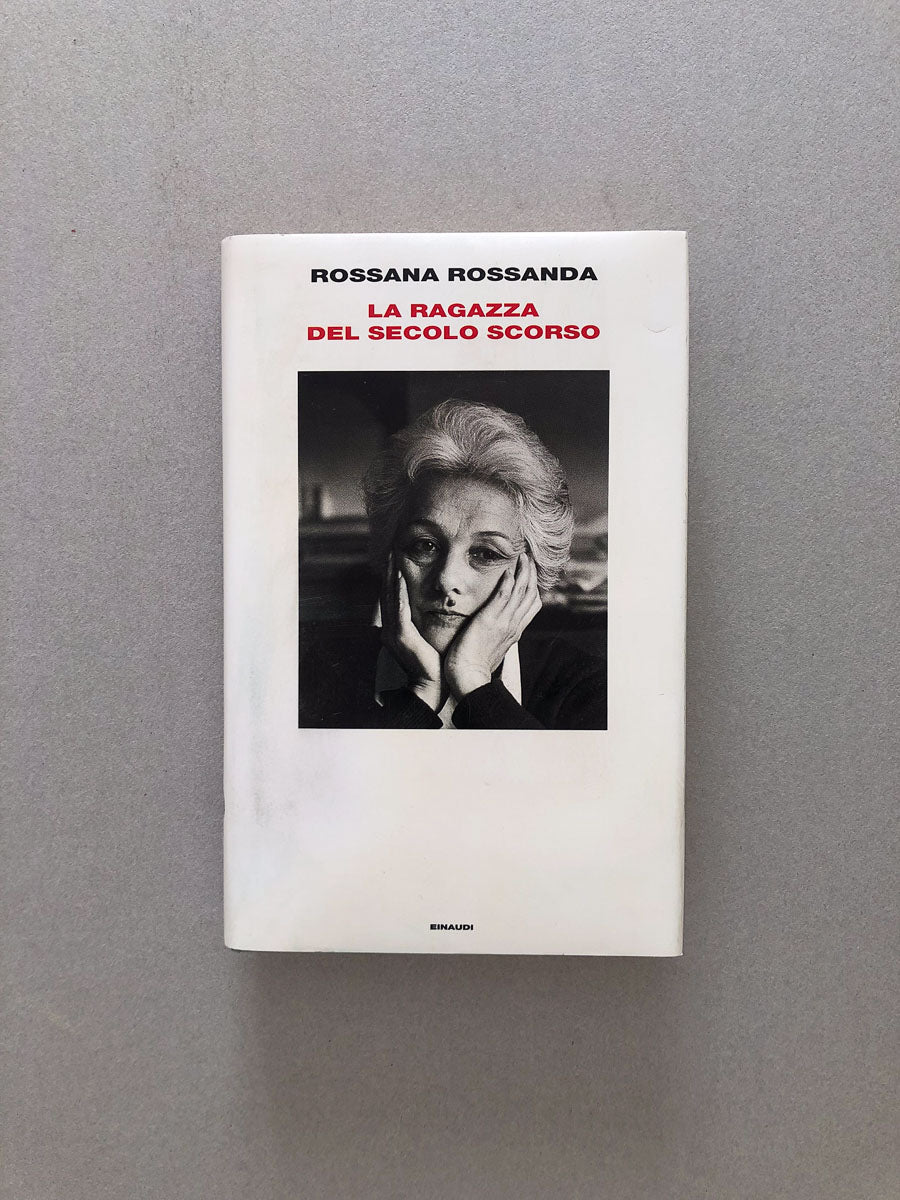 ROSSANA ROSSANDA
LA RAGAZZA
DEL SECOLO SCORSO
EINAUDI